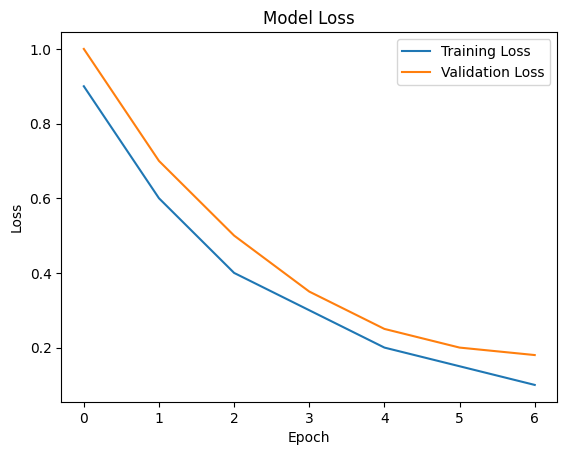 Model Loss
Training Loss
Validation Loss
1.0
0.8
0.6
0.4
0.2
Loss
0 1 2 3 4 5 6
Epoch